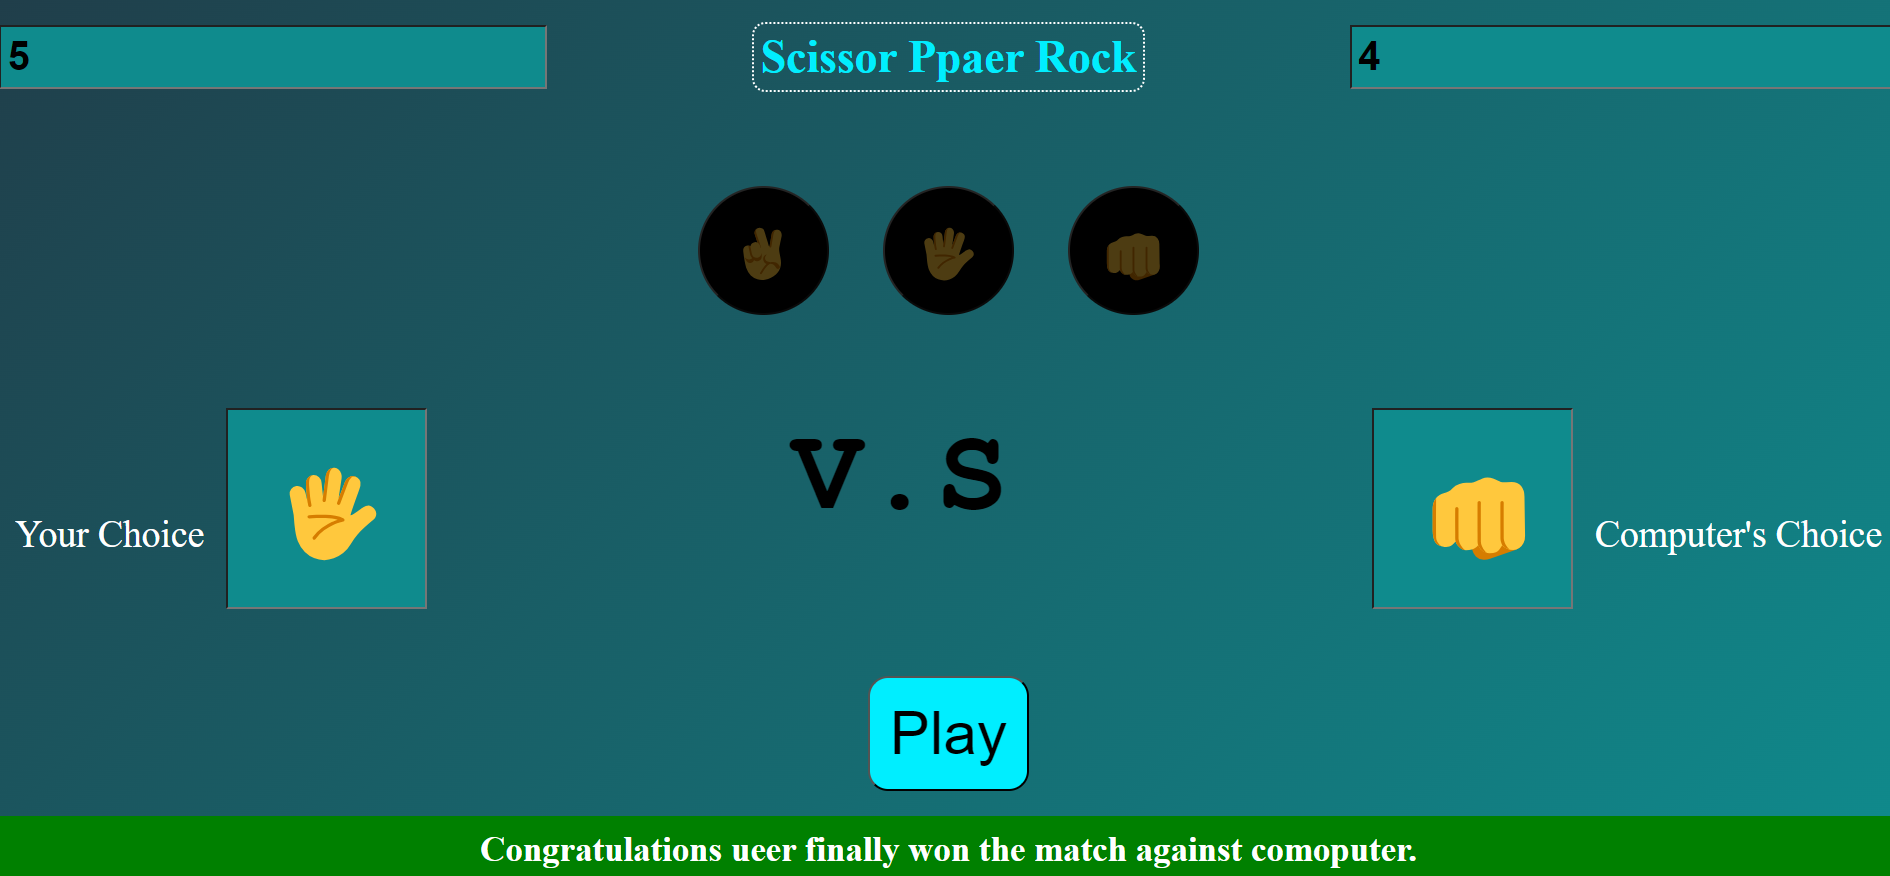 5
Scissor Ppaer Rock
4
v.s
Your Choice
Computer's Choice
Play
Congratulations ueer finally won the match against comoputer.